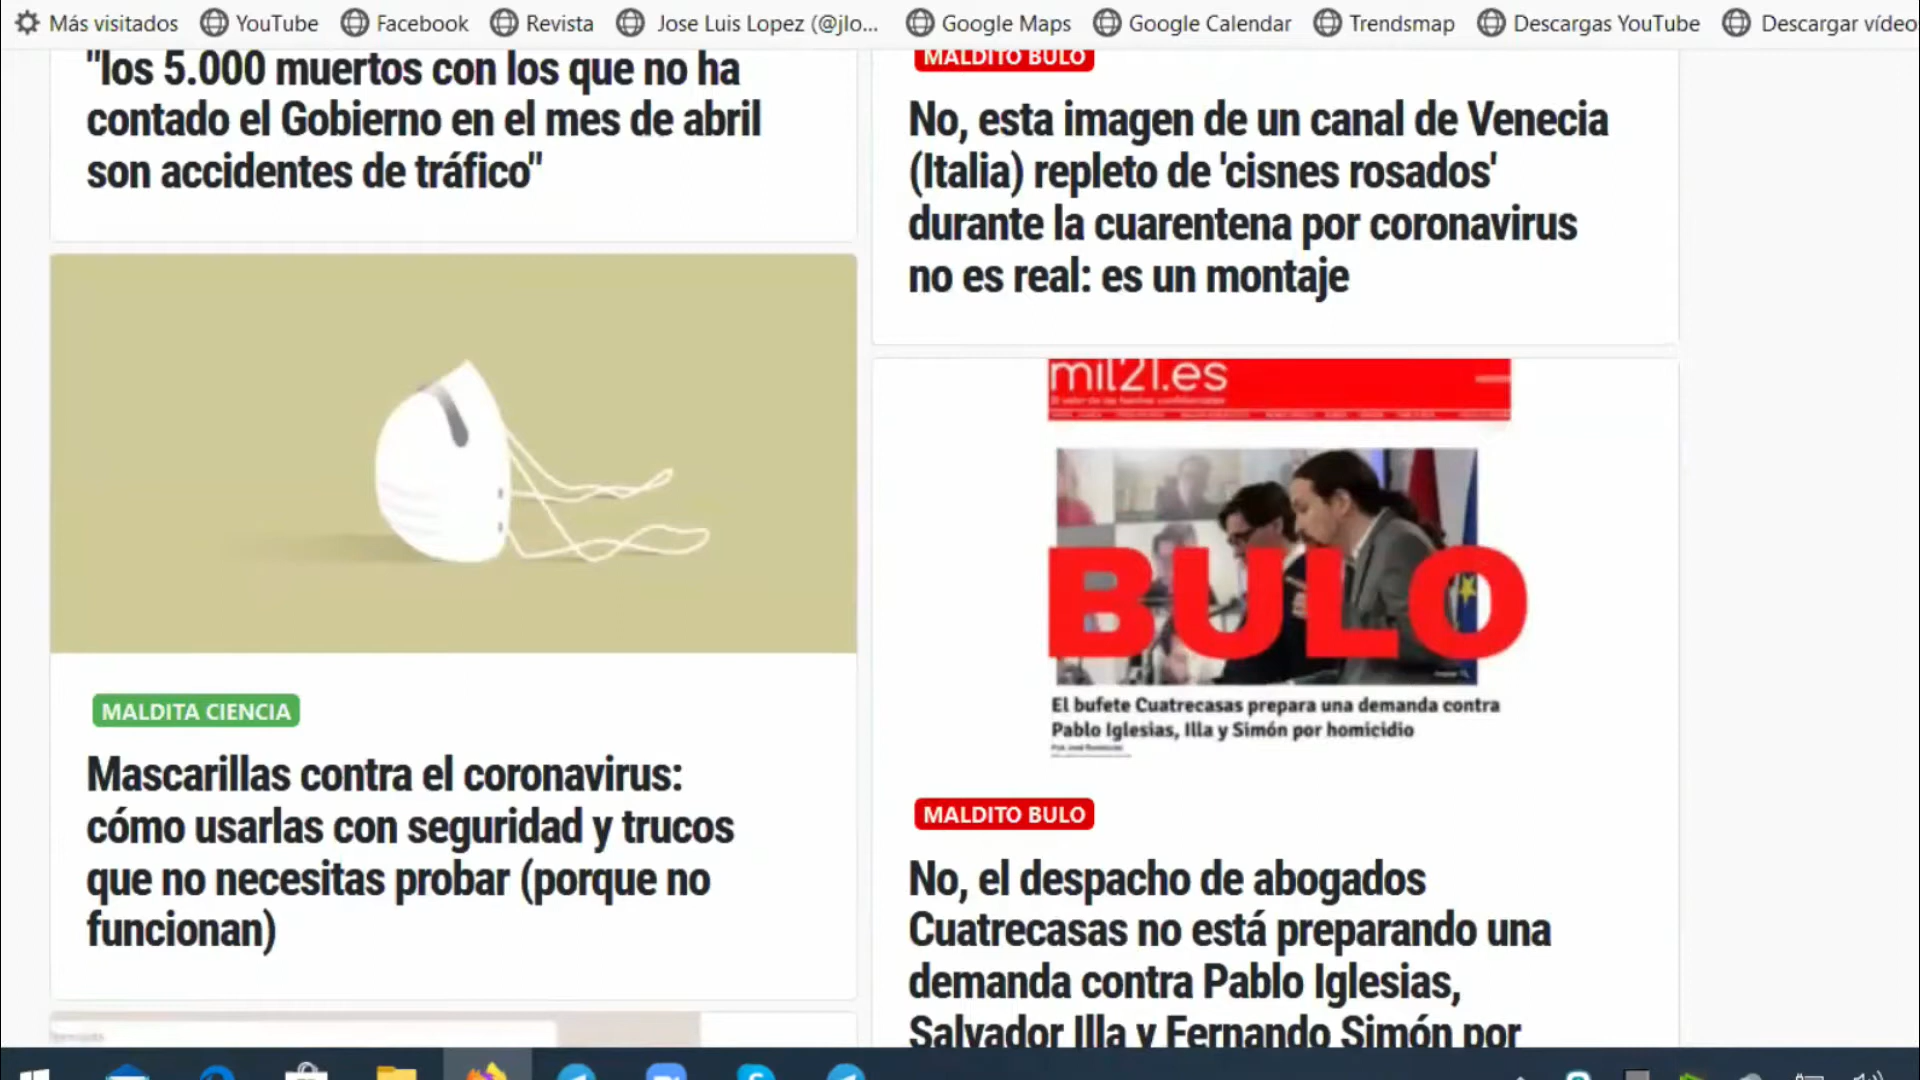 Más visitados YouTube Facebook Revista Jose Luis Lopez (@jlo... Google Maps Google Calendar Trendsmap Descargas YouTube Descargar vídeo
"los 5.000 muertos con los que no ha
contado el Gobierno en el mes de abril
son accidentes de tráfico"
MALDITA CIENCIA
Mascarillas contra el coronavirus:
cómo usarlas con seguridad y trucos
que no necesitas probar (porque no
funcionan)
MALDITO BULO
No, esta imagen de un canal de Venecia
(Italia) repleto de 'cisnes rosados'
durante la cuarentena por coronavirus
no es real: es un montaje
mil21.es
BULO
El bufete Cuatrecasas prepara una demanda contra
Pablo Iglesias, Illa y Simón por homicidio
MALDITO BULO
No, el despacho de abogados
Cuatrecasas no está preparando una
demanda contra Pablo Iglesias,
Salvador Illa y Fernando Simón por